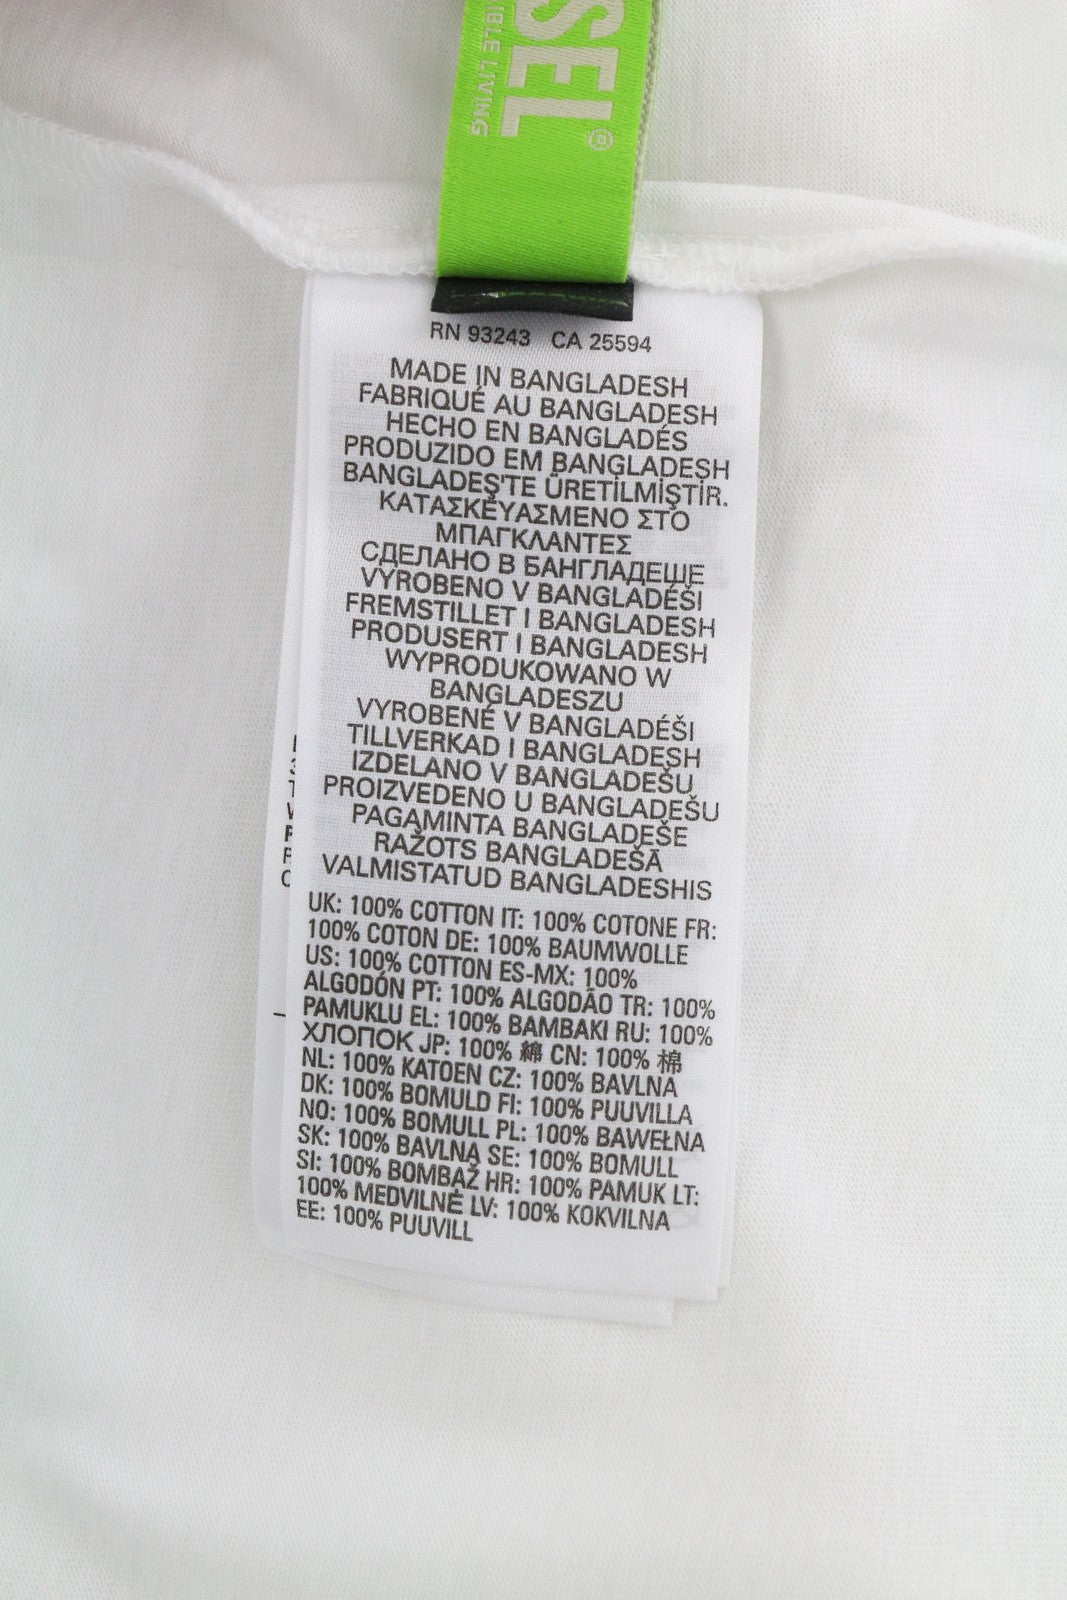 SEL®
IBLE LIVING
RN 93243 CA 25594
MADE IN BANGLADESH
FABRIQUÉ AU BANGLADESH
HECHO EN BANGLADÉS
PRODUZIDO EM BANGLADESH
BANGLADEŞ'TE ÜRETİLMİŞTİR.
ΚΑΤΑΣΚΕΥΑΣΜΕΝΟ ΣΤΟ
ΜΠΑΓΚΛΑΝΤΕΣ
СДЕЛАНО В БАНГЛАДЕШЕ
VYROBENO V BANGLADÉŠI
FREMSTILLET I BANGLADESH
PRODUSERT I BANGLADESH
WYPRODUKOWANO W
BANGLADESZU
VYROBENÉ V BANGLADÉŠI
TILLVERKAD I BANGLADESH
IZDELANO V BANGLADEŠU
PROIZVEDENO U BANGLADEŠU
PAGAMINTA BANGLADEŠE
RAŽOTS BANGLADEŠĀ
VALMISTATUD BANGLADESHIS
UK: 100% COTTON IT: 100% COTONE FR:
100% COTON DE: 100% BAUMWOLLE
US: 100% COTTON ES-MX: 100%
ALGODÓN PT: 100% ALGODÃO TR: 100%
PAMUKLU EL: 100% BAMBAKI RU: 100%
ХЛОПОК JP: 100% 綿 CN: 100% 棉
NL: 100% KATOEN CZ: 100% BAVLNA
DK: 100% BOMULD FI: 100% PUUVILLA
NO: 100% BOMULL PL: 100% BAWEŁNA
SK: 100% BAVLNA SE: 100% BOMULL
SI: 100% BOMBAŽ HR: 100% PAMUK LT:
100% MEDVILNĖ LV: 100% KOKVILNA
EE: 100% PUUVILL